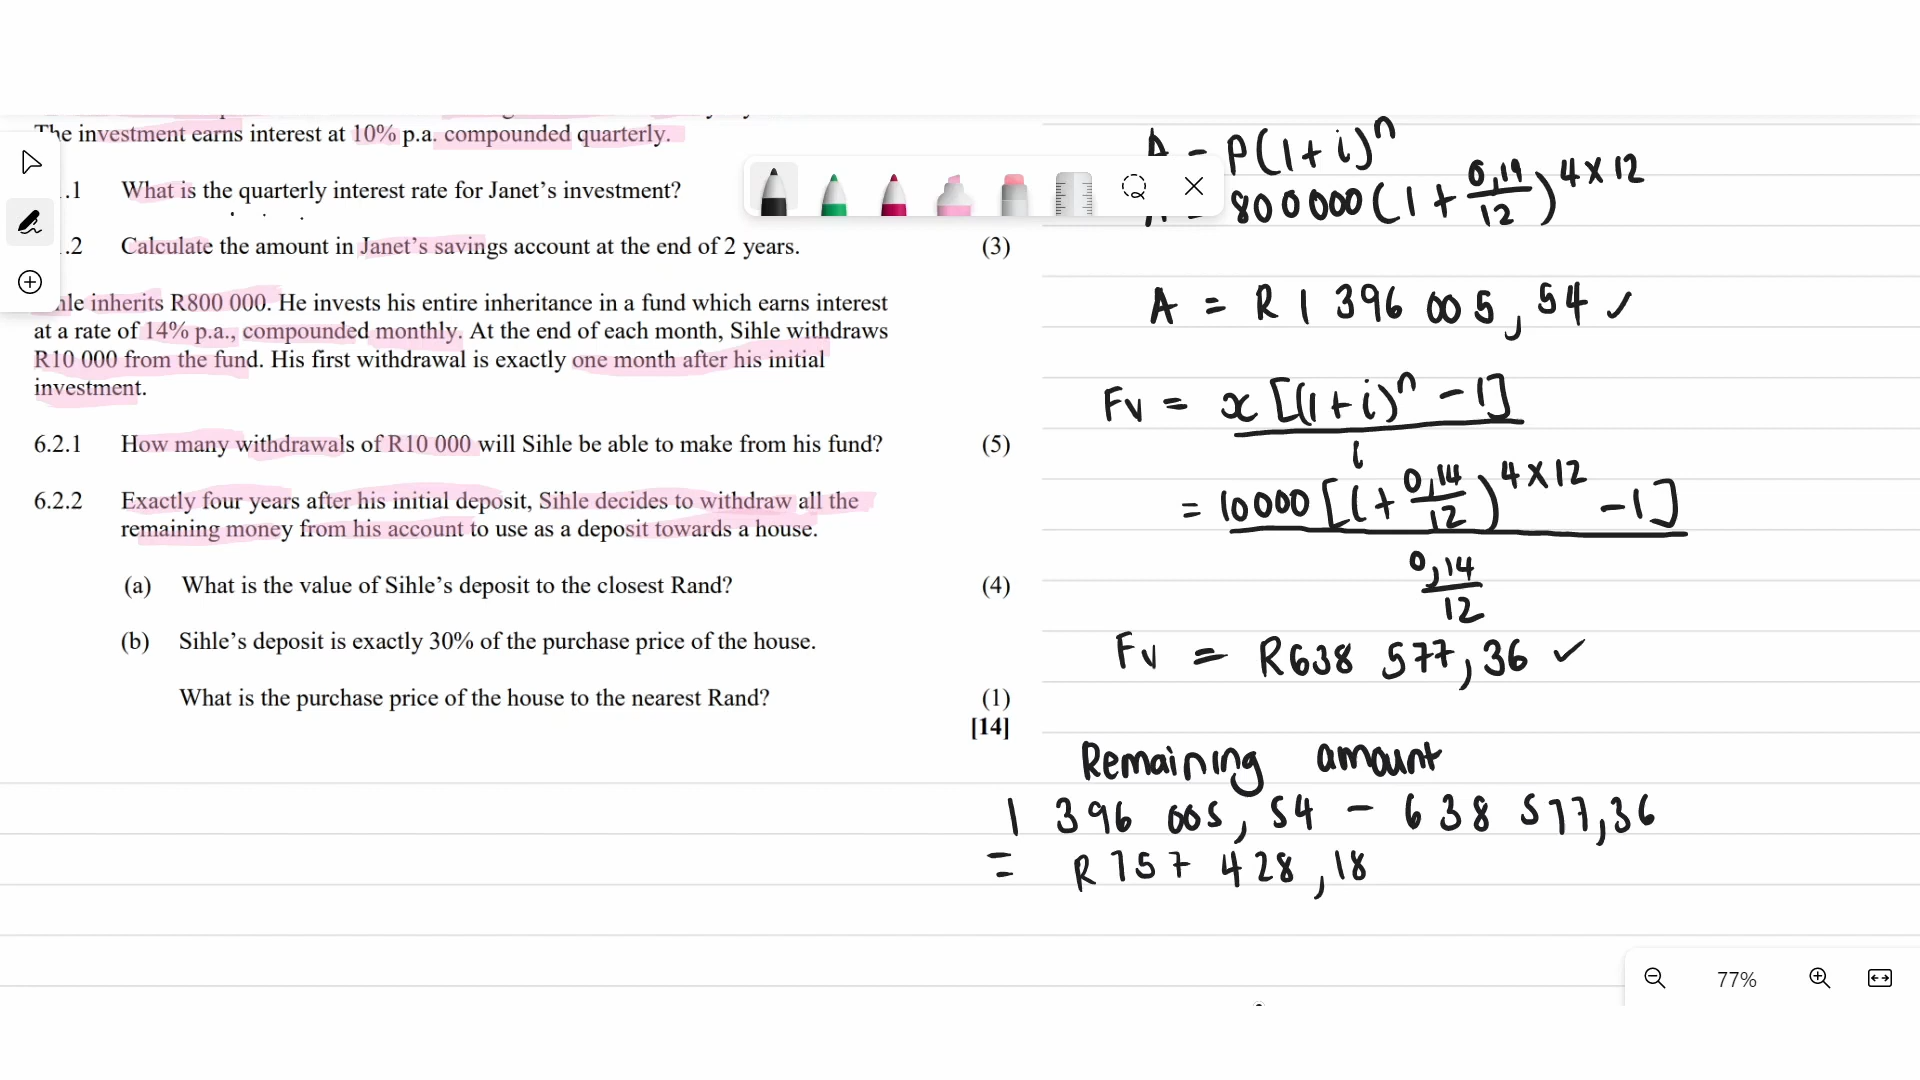 The investment earns interest at 10% p.a. compounded quarterly.
.1 What is the quarterly interest rate for Janet's investment?
.2 Calculate the amount in Janet's savings account at the end of 2 years. (3)
hle inherits R800 000. He invests his entire inheritance in a fund which earns interest
at a rate of 14% p.a., compounded monthly. At the end of each month, Sihle withdraws
R10 000 from the fund. His first withdrawal is exactly one month after his initial
investment.
6.2.1 How many withdrawals of R10 000 will Sihle be able to make from his fund? (5)
6.2.2 Exactly four years after his initial deposit, Sihle decides to withdraw all the
remaining money from his account to use as a deposit towards a house.
(a) What is the value of Sihle's deposit to the closest Rand? (4)
(b) Sihle's deposit is exactly 30% of the purchase price of the house.
What is the purchase price of the house to the nearest Rand? (1)
[14]
A = P(1+i)^n
800000(1 + 0,14/12)^4×12
A = R1 396 005,54 ✓
Fv = x[(1+i)^n -1]
i
= 10000[(1+ 0,14/12)^4×12 -1]
0,14
12
Fv = R638 577,36 ✓
Remaining amount
1 396 005,54 - 638 577,36
= R757 428,18
77%